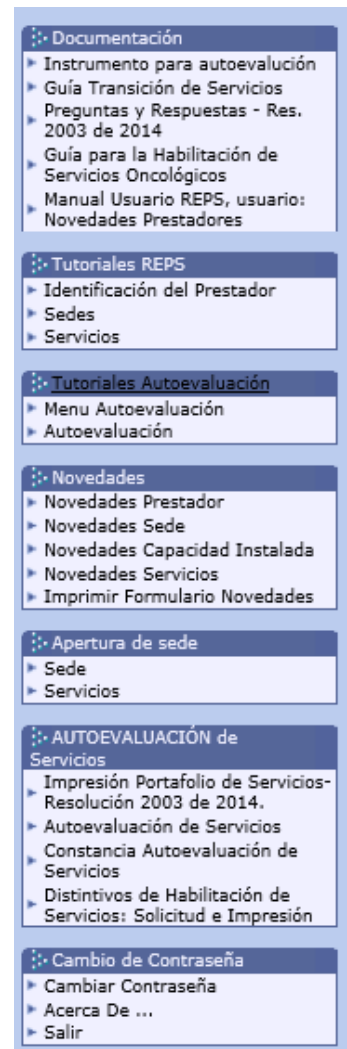 Documentación
Instrumento para autoevalución
Guía Transición de Servicios
Preguntas y Respuestas - Res.
2003 de 2014
Guía para la Habilitación de
Servicios Oncológicos
Manual Usuario REPS, usuario:
Novedades Prestadores
Tutoriales REPS
Identificación del Prestador
Sedes
Servicios
Tutoriales Autoevaluación
Menu Autoevaluación
Autoevaluación
Novedades
Novedades Prestador
Novedades Sede
Novedades Capacidad Instalada
Novedades Servicios
Imprimir Formulario Novedades
Apertura de sede
Sede
Servicios
AUTOEVALUACIÓN de
Servicios
Impresión Portafolio de Servicios-
Resolución 2003 de 2014.
Autoevaluación de Servicios
Constancia Autoevaluación de
Servicios
Distintivos de Habilitación de
Servicios: Solicitud e Impresión
Cambio de Contraseña
Cambiar Contraseña
Acerca De ...
Salir